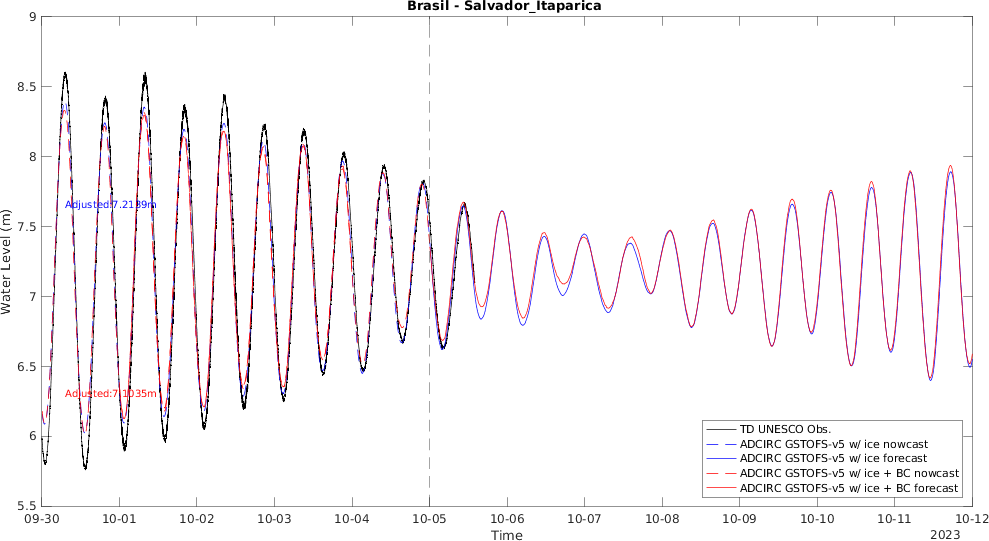 Brasil - Salvador_Itaparica
Water Level (m)
9
8.5
8
7.5
7
6.5
6
5.5
Adjusted:7.2189m
Adjusted:7.1035m
TD UNESCO Obs.
ADCIRC GSTOFS-v5 w/ ice nowcast
ADCIRC GSTOFS-v5 w/ ice forecast
ADCIRC GSTOFS-v5 w/ ice + BC nowcast
ADCIRC GSTOFS-v5 w/ ice + BC forecast
09-30 10-01 10-02 10-03 10-04 10-05 10-06 10-07 10-08 10-09 10-10 10-11 10-12
Time
2023